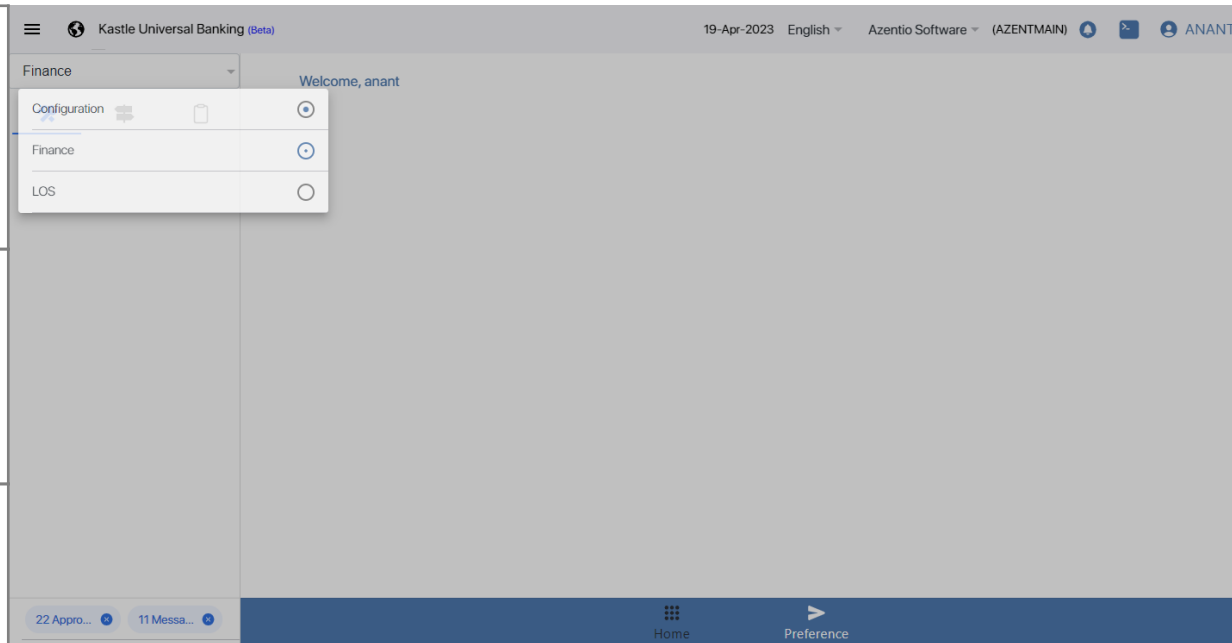 Kastle Universal Banking (Beta) 19-Apr-2023 English Azentio Software (AZENTMAIN) ANANT
Finance
Welcome, anant
Configuration
Finance
LOS
22 Appro... 11 Messa...
Home Preference